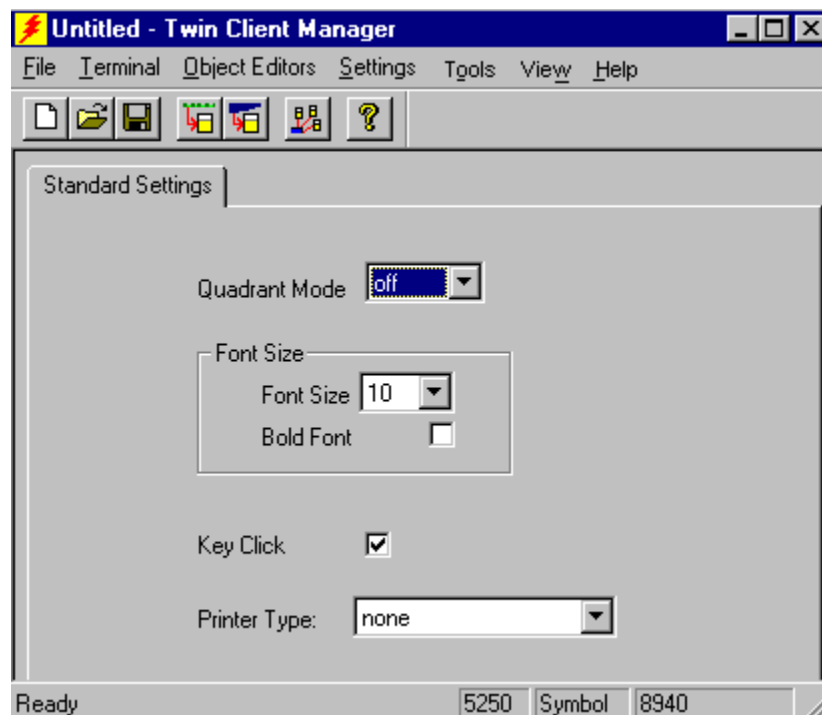 Untitled - Twin Client Manager
File Terminal Object Editors Settings Tools View Help
Standard Settings
Quadrant Mode off
Font Size
Font Size 10
Bold Font
Key Click
Printer Type: none
Ready 5250 Symbol 8940